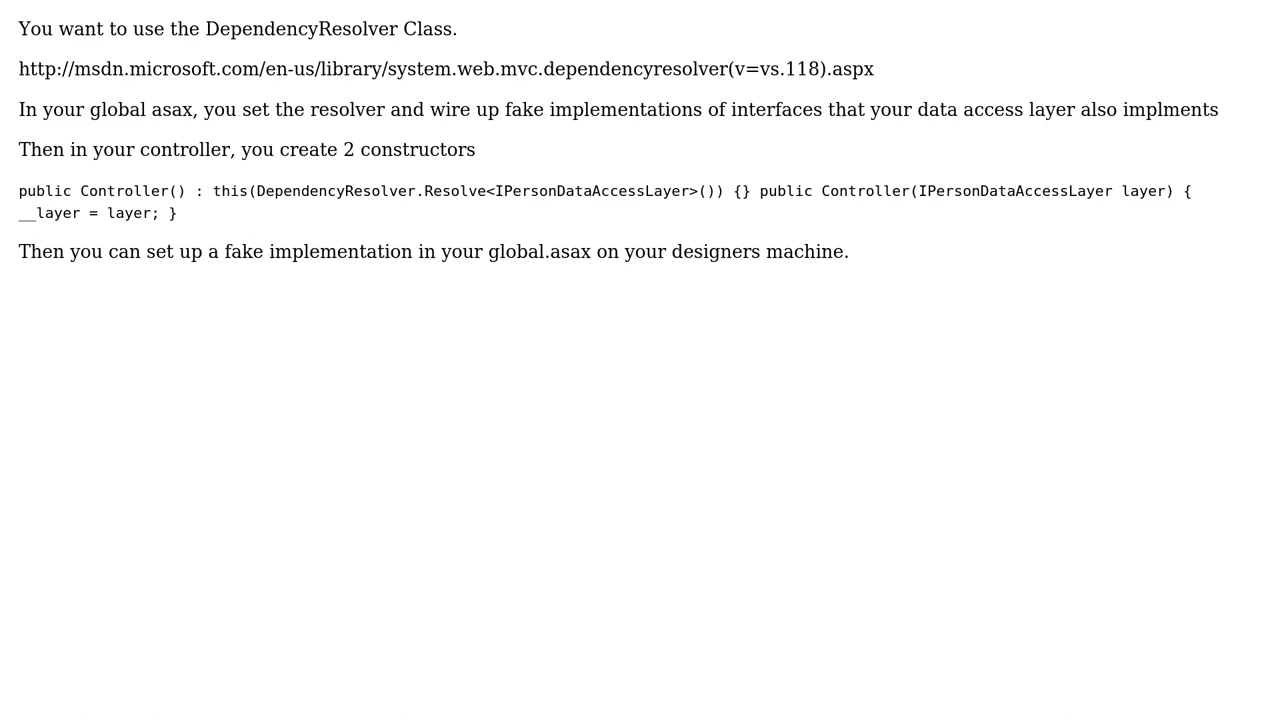 You want to use the DependencyResolver Class.
http://msdn.microsoft.com/en-us/library/system.web.mvc.dependencyresolver(v=vs.118).aspx
In your global asax, you set the resolver and wire up fake implementations of interfaces that your data access layer also implments
Then in your controller, you create 2 constructors
public Controller() : this(DependencyResolver.Resolve<IPersonDataAccessLayer>()) {} public Controller(IPersonDataAccessLayer layer) {
__layer = layer; }
Then you can set up a fake implementation in your global.asax on your designers machine.